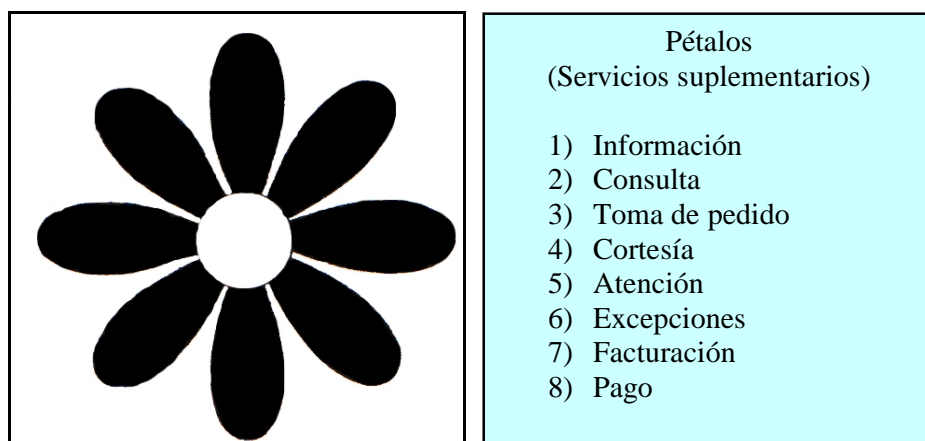 Pétalos
(Servicios suplementarios)
1) Información
2) Consulta
3) Toma de pedido
4) Cortesía
5) Atención
6) Excepciones
7) Facturación
8) Pago